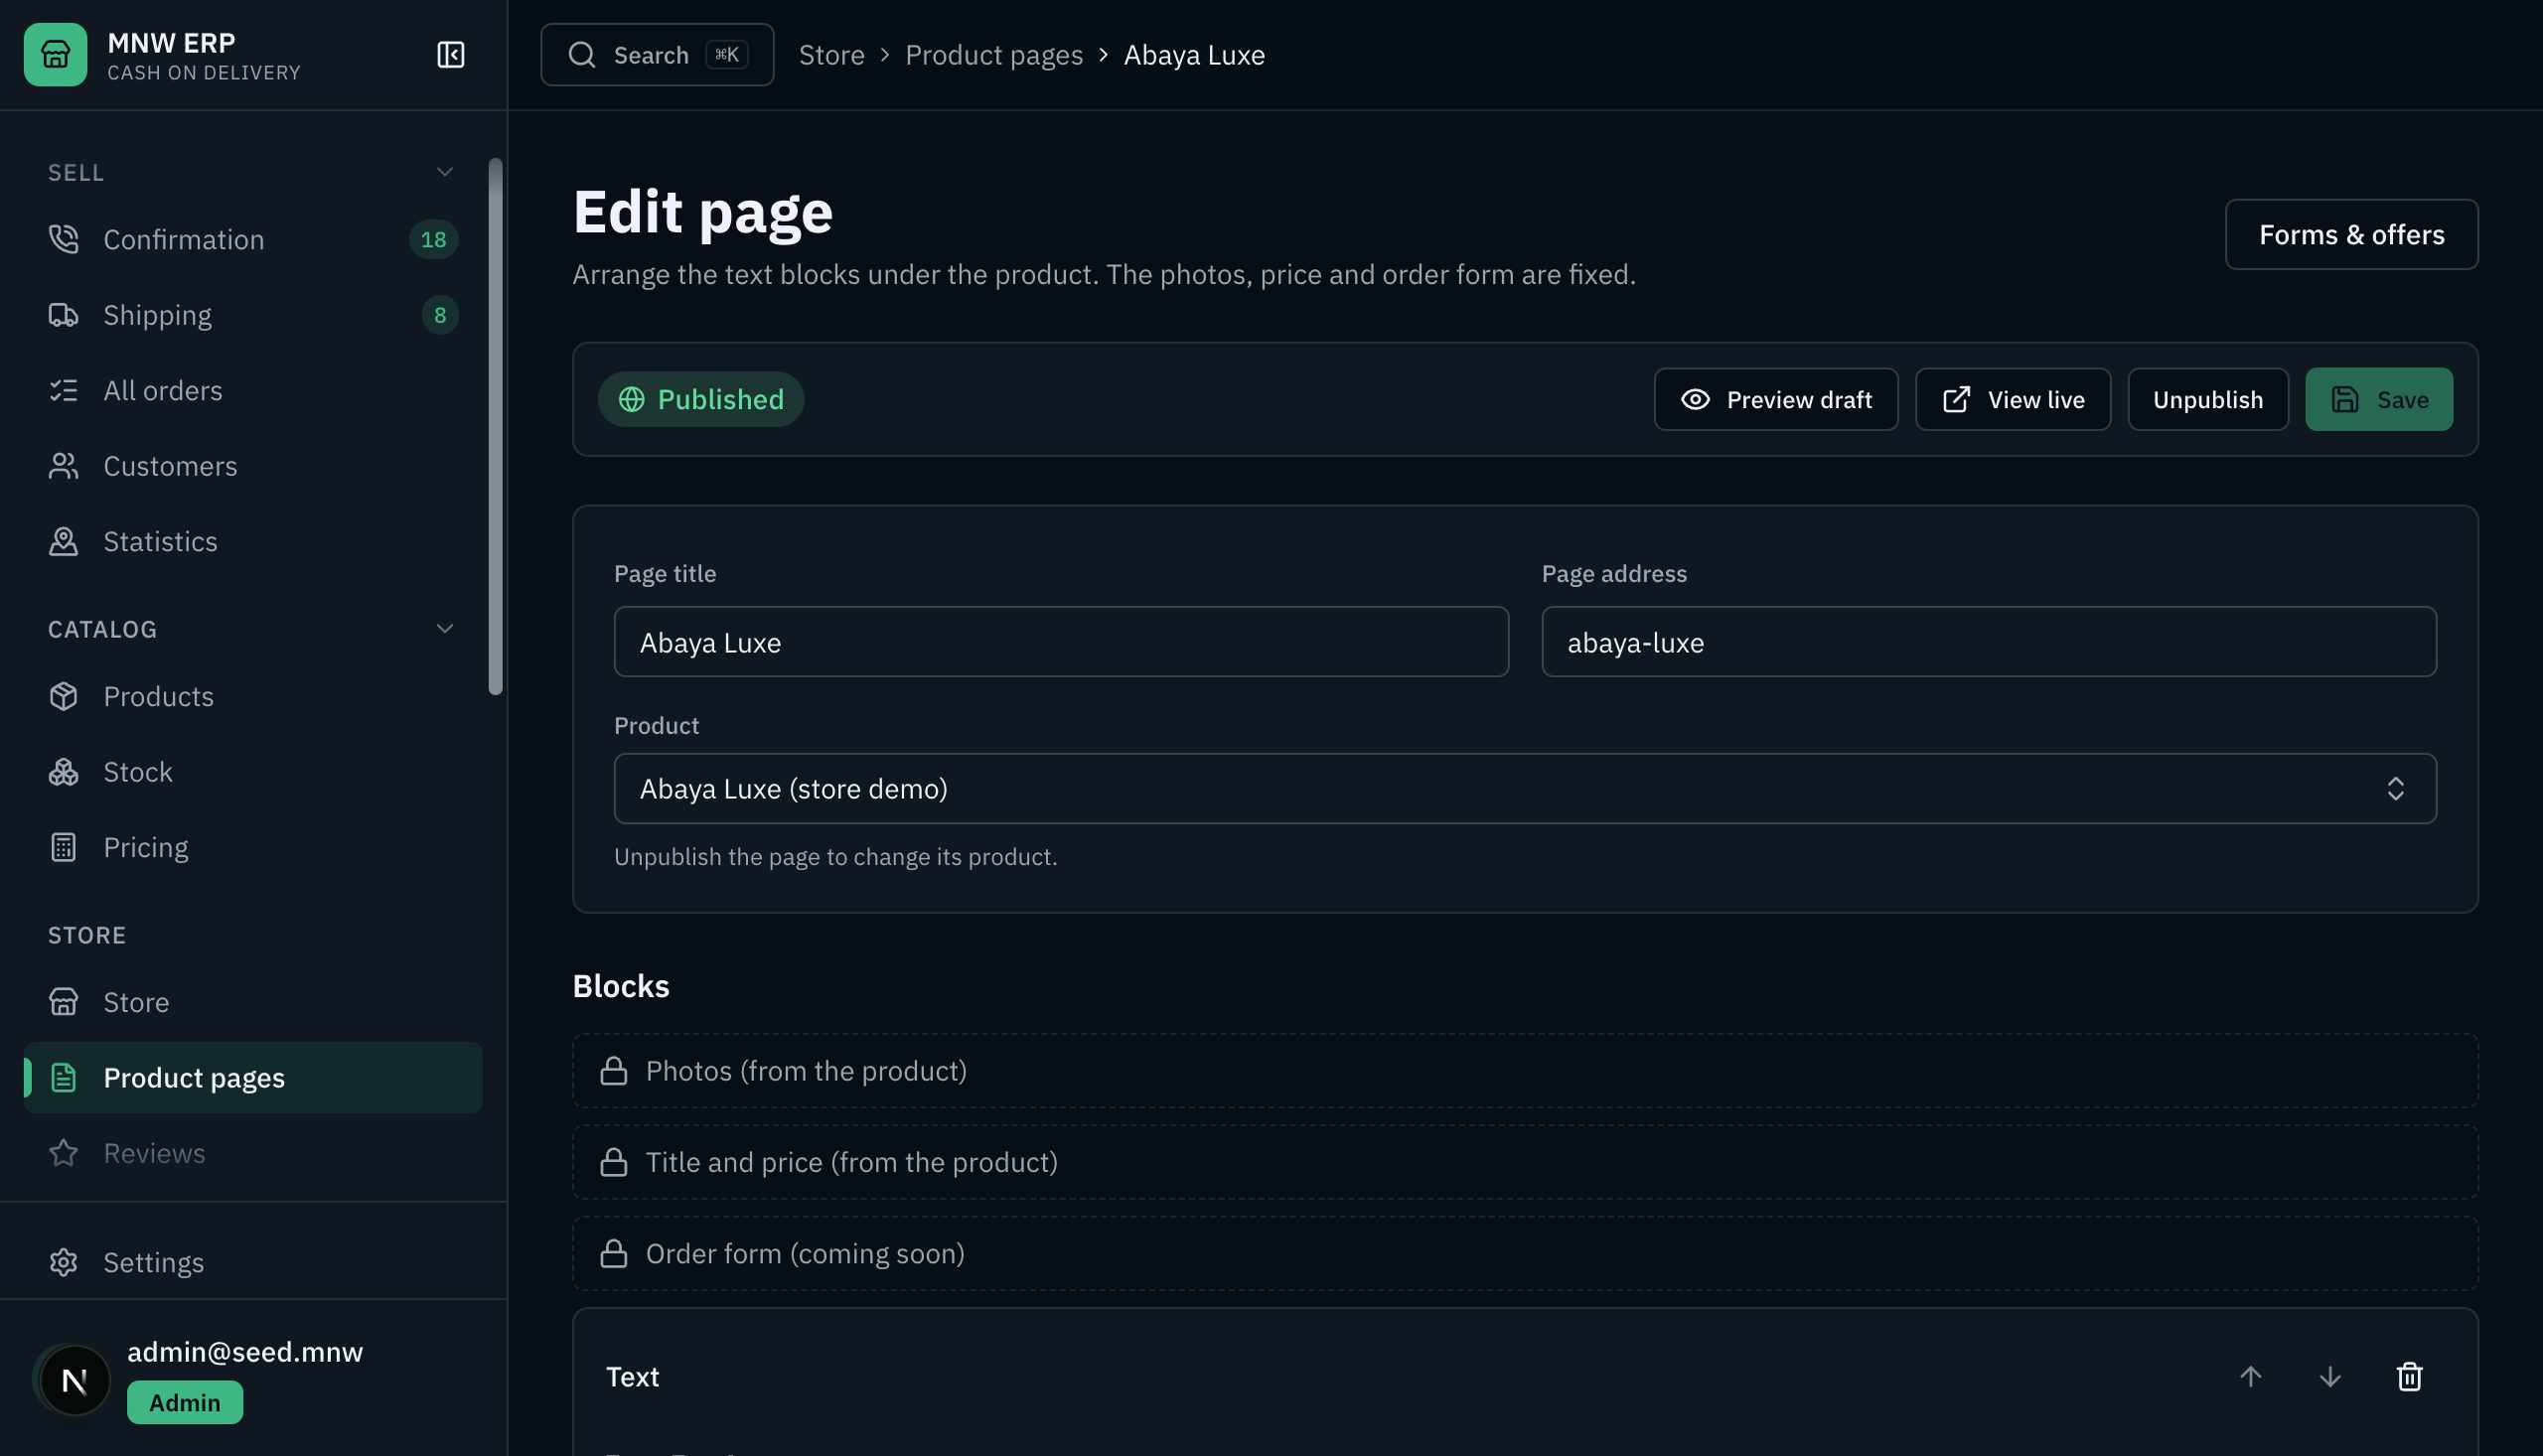 MNW ERP
CASH ON DELIVERY
Search ⌘K
Store > Product pages > Abaya Luxe
SELL
Confirmation 18
Shipping 8
All orders
Customers
Statistics
CATALOG
Products
Stock
Pricing
STORE
Store
Product pages
Reviews
Settings
N
admin@seed.mnw
Admin
Edit page
Arrange the text blocks under the product. The photos, price and order form are fixed.
Forms & offers
Published
Preview draft
View live
Unpublish
Save
Page title
Abaya Luxe
Page address
abaya-luxe
Product
Abaya Luxe (store demo)
Unpublish the page to change its product.
Blocks
Photos (from the product)
Title and price (from the product)
Order form (coming soon)
Text